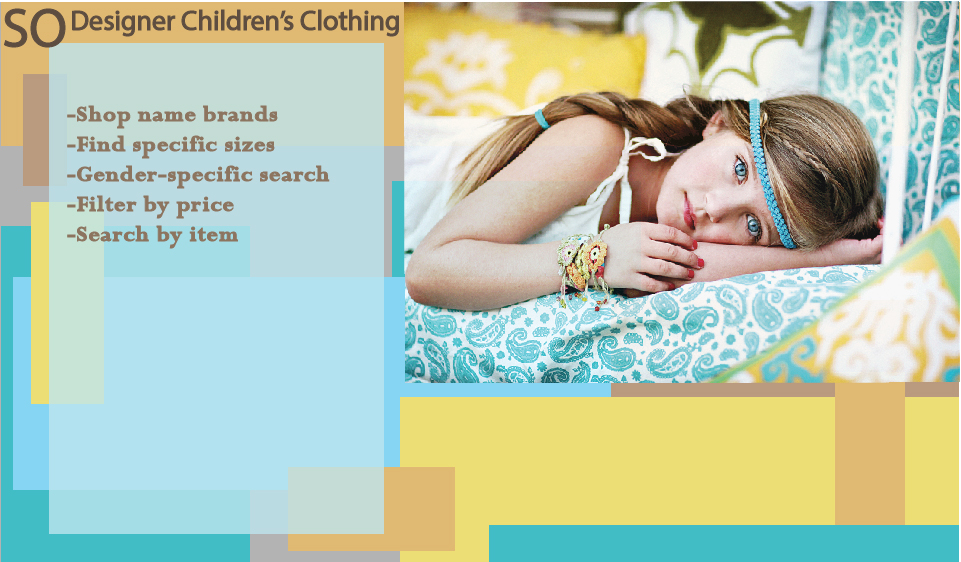 SO Designer Children's Clothing
-Shop name brands
-Find specific sizes
-Gender-specific search
-Filter by price
-Search by item